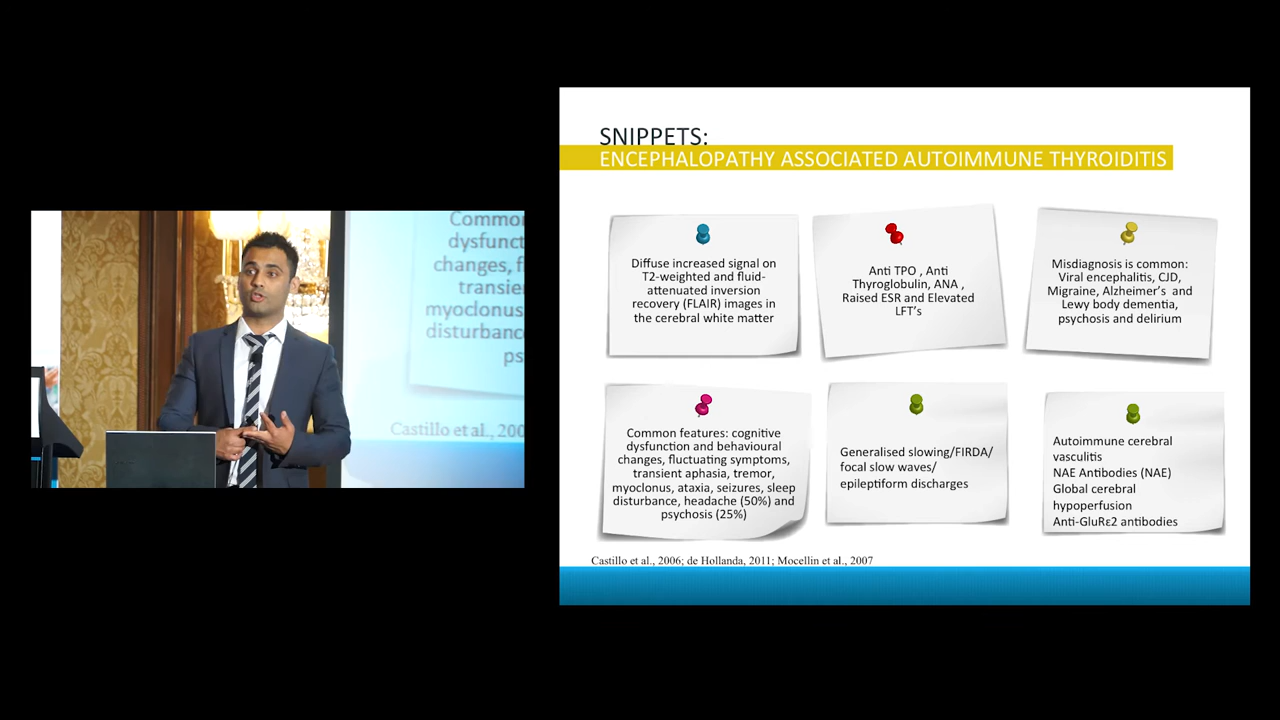 SNIPPETS:
ENCEPHALOPATHY ASSOCIATED AUTOIMMUNE THYROIDITIS
Diffuse increased signal on
T2-weighted and fluid-
attenuated inversion
recovery (FLAIR) images in
the cerebral white matter
Anti TPO , Anti
Thyroglobulin, ANA ,
Raised ESR and Elevated
LFT's
Misdiagnosis is common:
Viral encephalitis, CJD,
Migraine, Alzheimer's and
Lewy body dementia,
psychosis and delirium
Common features: cognitive
dysfunction and behavioural
changes, fluctuating symptoms,
transient aphasia, tremor,
myoclonus, ataxia, seizures, sleep
disturbance, headache (50%) and
psychosis (25%)
Generalised slowing/FIRDA/
focal slow waves/
epileptiform discharges
Autoimmune cerebral
vasculitis
NAE Antibodies (NAE)
Global cerebral
hypoperfusion
Anti-GluRε2 antibodies
Castillo et al., 2006; de Hollanda, 2011; Mocellin et al., 2007
Commo
dysfunct
changes, f
transie
myoclonus
disturbanc
ps
Castillo et al., 200